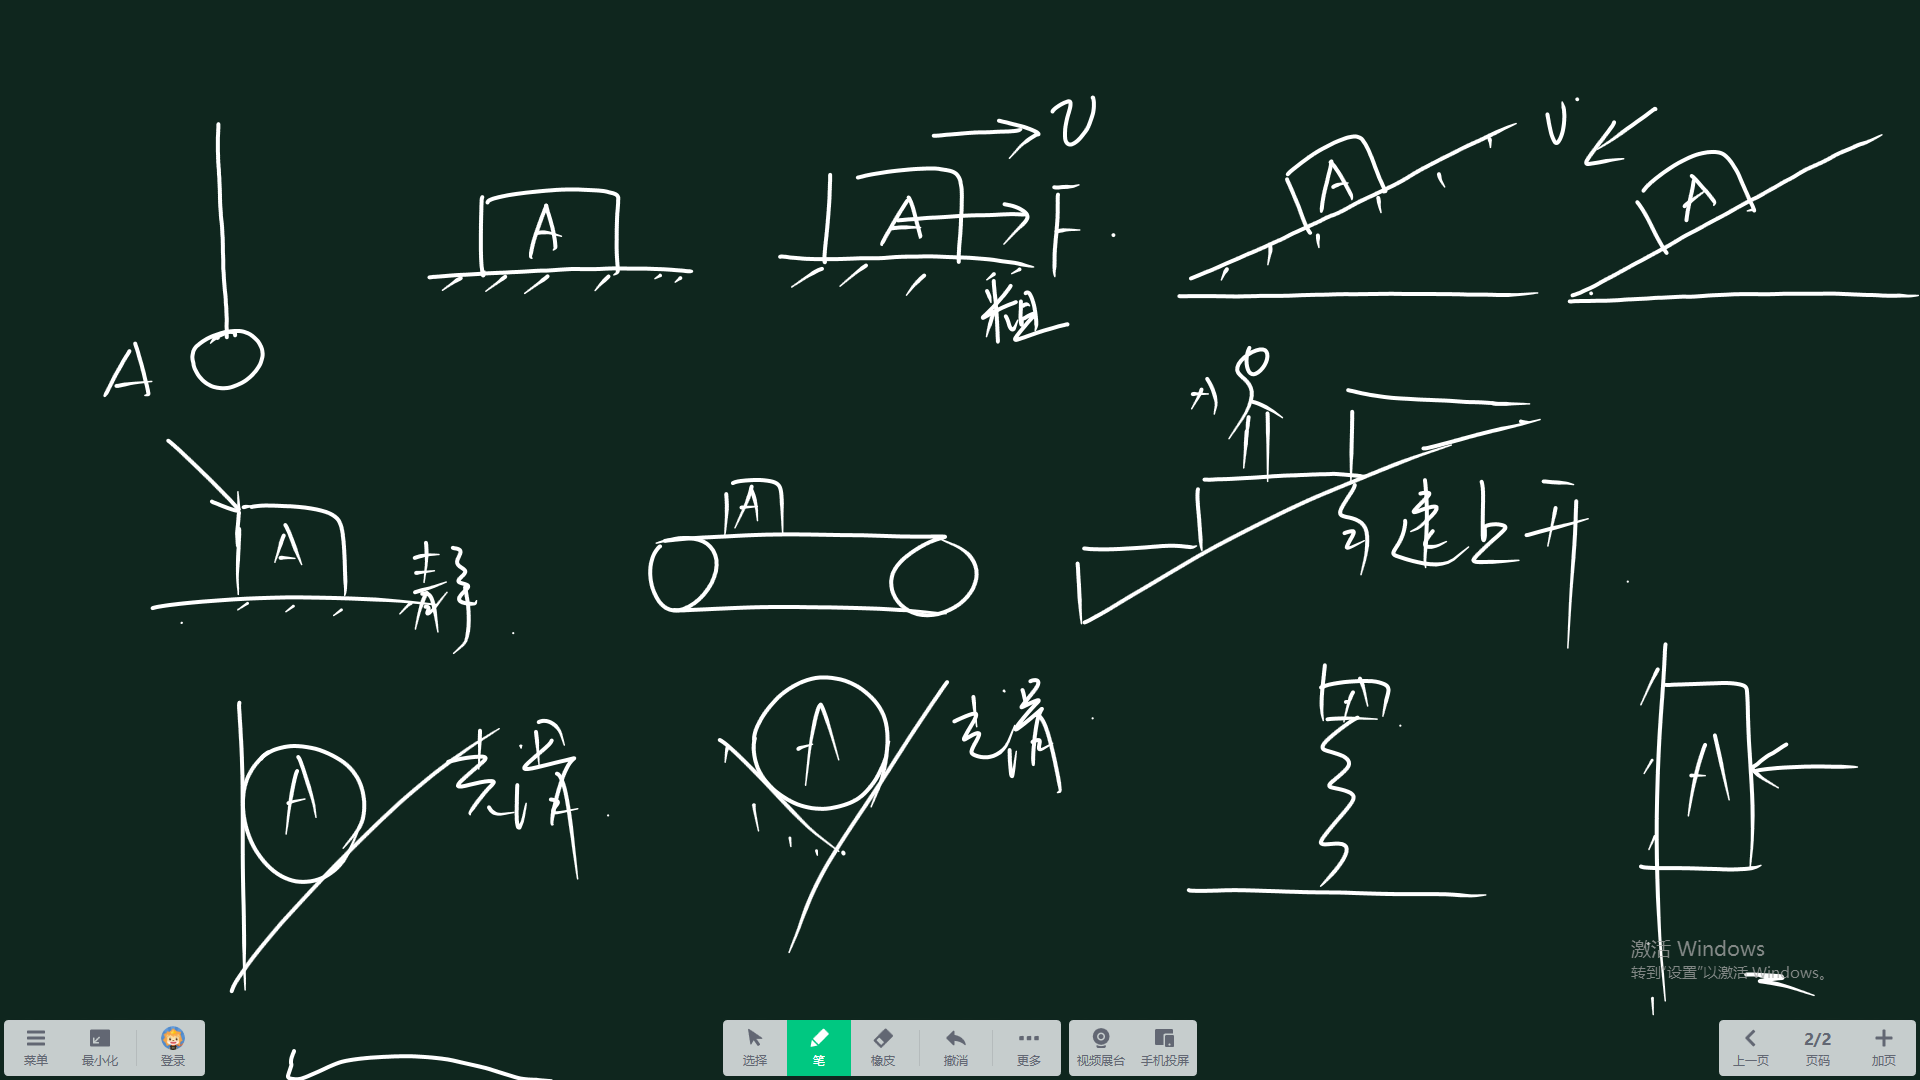 A
A
v
A
F
粗
A
v
A
A
静
A
A
匀速上升
A
光滑
A
光滑
A
A
激活 Windows
转到“设置”以激活 Windows。
菜单
最小化
登录
选择
笔
橡皮
撤消
更多
视频展台
手机投屏
上一页
2/2
页码
加页